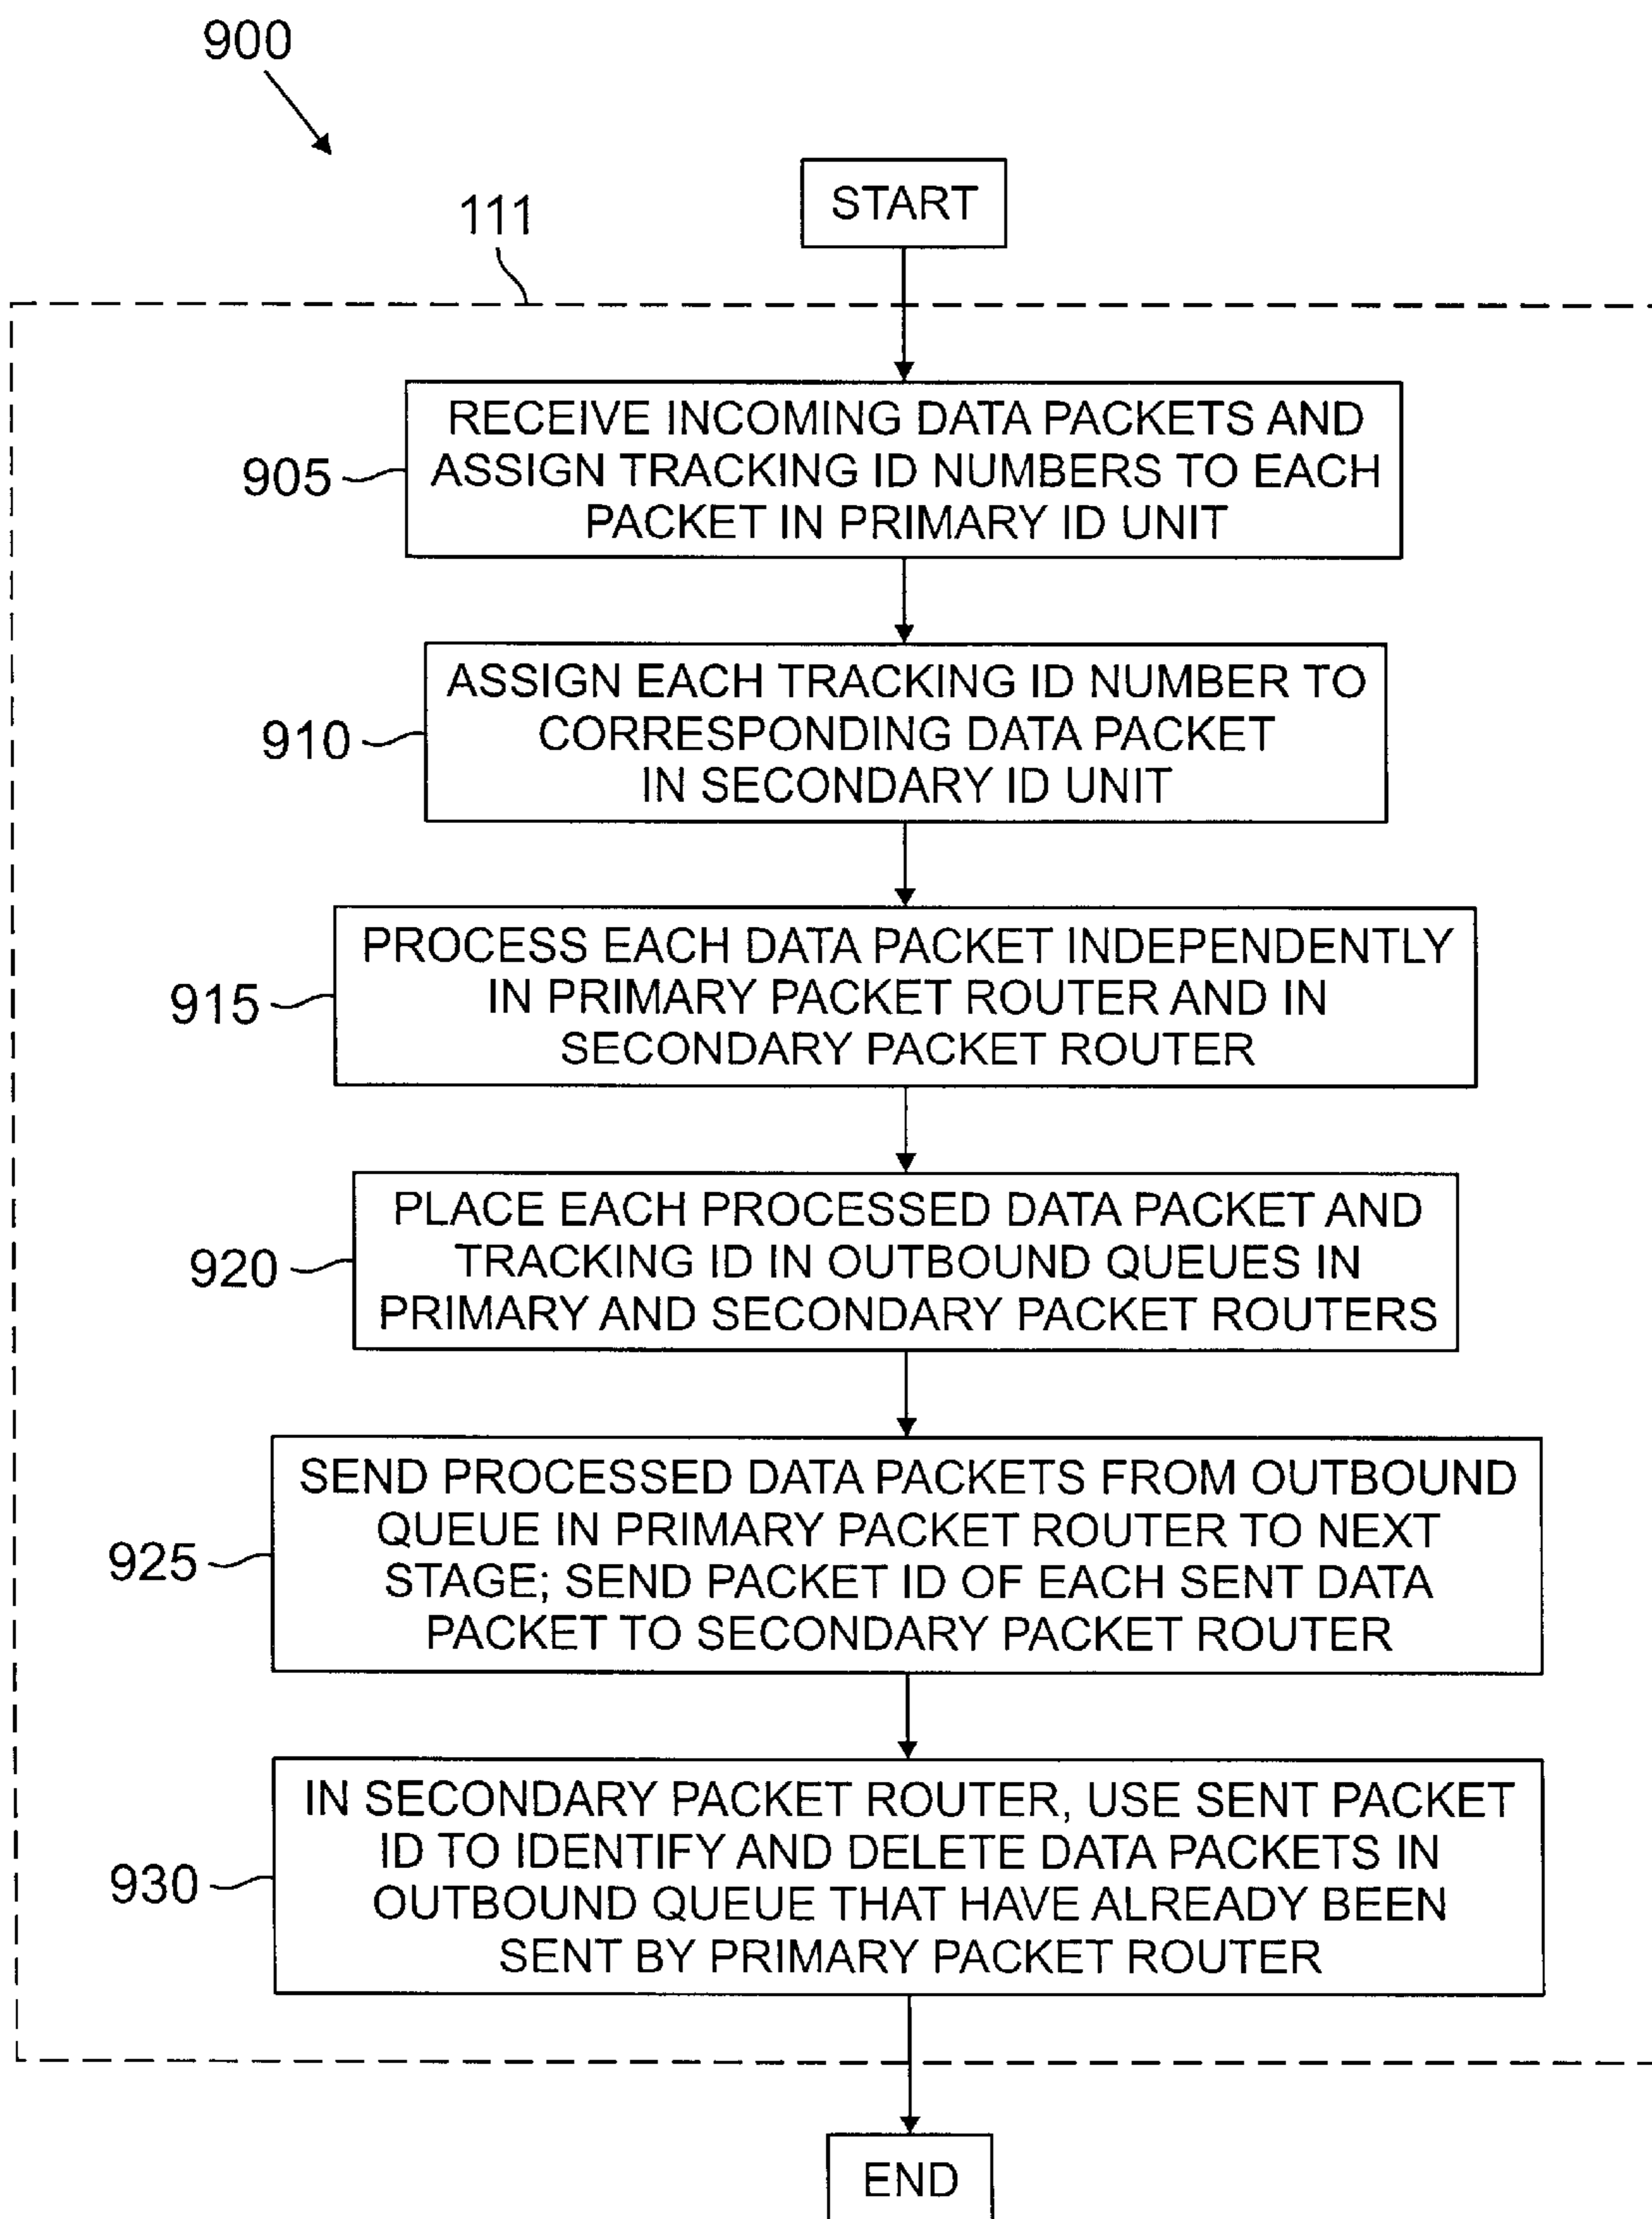 900
111
START
905
RECEIVE INCOMING DATA PACKETS AND
ASSIGN TRACKING ID NUMBERS TO EACH
PACKET IN PRIMARY ID UNIT
910
ASSIGN EACH TRACKING ID NUMBER TO
CORRESPONDING DATA PACKET
IN SECONDARY ID UNIT
915
PROCESS EACH DATA PACKET INDEPENDENTLY
IN PRIMARY PACKET ROUTER AND IN
SECONDARY PACKET ROUTER
920
PLACE EACH PROCESSED DATA PACKET AND
TRACKING ID IN OUTBOUND QUEUES IN
PRIMARY AND SECONDARY PACKET ROUTERS
925
SEND PROCESSED DATA PACKETS FROM OUTBOUND
QUEUE IN PRIMARY PACKET ROUTER TO NEXT
STAGE; SEND PACKET ID OF EACH SENT DATA
PACKET TO SECONDARY PACKET ROUTER
930
IN SECONDARY PACKET ROUTER, USE SENT PACKET
ID TO IDENTIFY AND DELETE DATA PACKETS IN
OUTBOUND QUEUE THAT HAVE ALREADY BEEN
SENT BY PRIMARY PACKET ROUTER
END